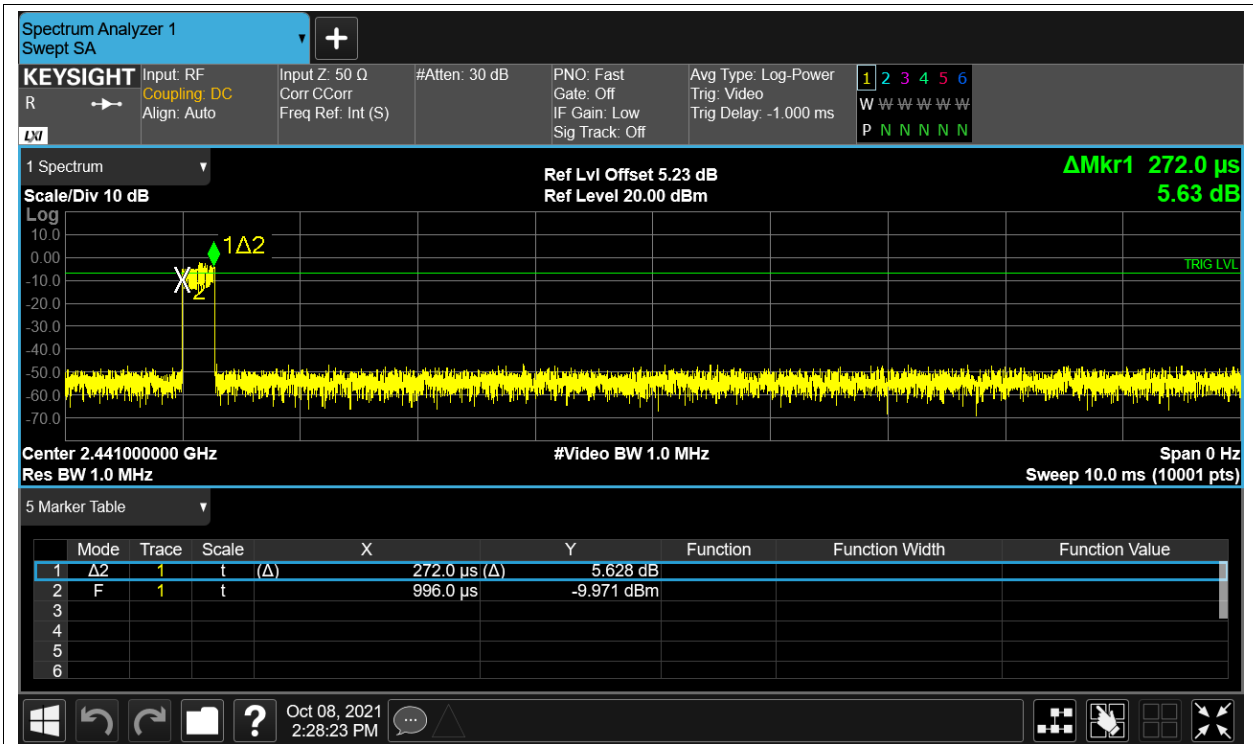 Spectrum Analyzer 1
Swept SA
KEYSIGHT
R
LXI
Input: RF
Coupling: DC
Align: Auto
Input Z: 50 Ω
Corr CCorr
Freq Ref: Int (S)
#Atten: 30 dB
PNO: Fast
Gate: Off
IF Gain: Low
Sig Track: Off
Avg Type: Log-Power
Trig: Video
Trig Delay: -1.000 ms
1 2 3 4 5 6
W W W W W W
P N N N N N
1 Spectrum
Scale/Div 10 dB
Ref Lvl Offset 5.23 dB
Ref Level 20.00 dBm
ΔMkr1 272.0 µs
5.63 dB
Log
10.0
0.00
-10.0
-20.0
-30.0
-40.0
-50.0
-60.0
-70.0
1Δ2
2
TRIG LVL
Center 2.441000000 GHz
Res BW 1.0 MHz
#Video BW 1.0 MHz
Span 0 Hz
Sweep 10.0 ms (10001 pts)
5 Marker Table
Mode Trace Scale X Y Function Function Width Function Value
1 Δ2 1 t (Δ) 272.0 µs (Δ) 5.628 dB
2 F 1 t 996.0 µs -9.971 dBm
3
4
5
6
?
Oct 08, 2021
2:28:23 PM